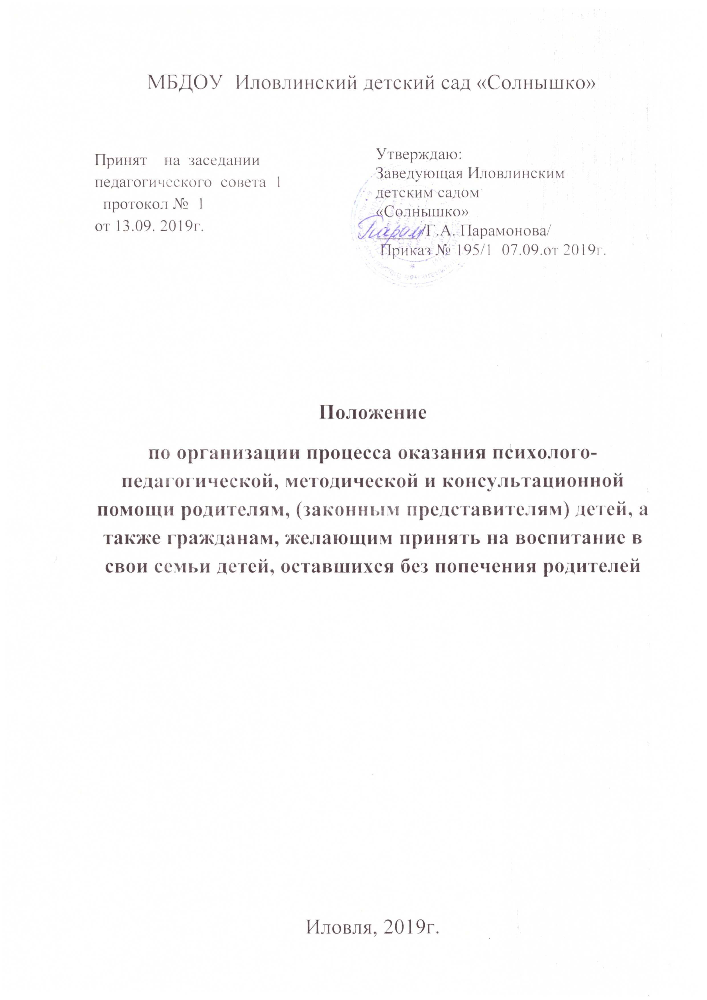 МБДОУ Иловлинский детский сад «Солнышко»
Принят на заседании
педагогического совета 1
протокол № 1
от 13.09. 2019г.
Утверждаю:
Заведующая Иловлинским
детским садом
«Солнышко»
Парам /Г.А. Парамонова/
Приказ № 195/1 07.09.от 2019г.
Положение
по организации процесса оказания психолого-
педагогической, методической и консультационной
помощи родителям, (законным представителям) детей, а
также гражданам, желающим принять на воспитание в
свои семьи детей, оставшихся без попечения родителей
Иловля, 2019г.